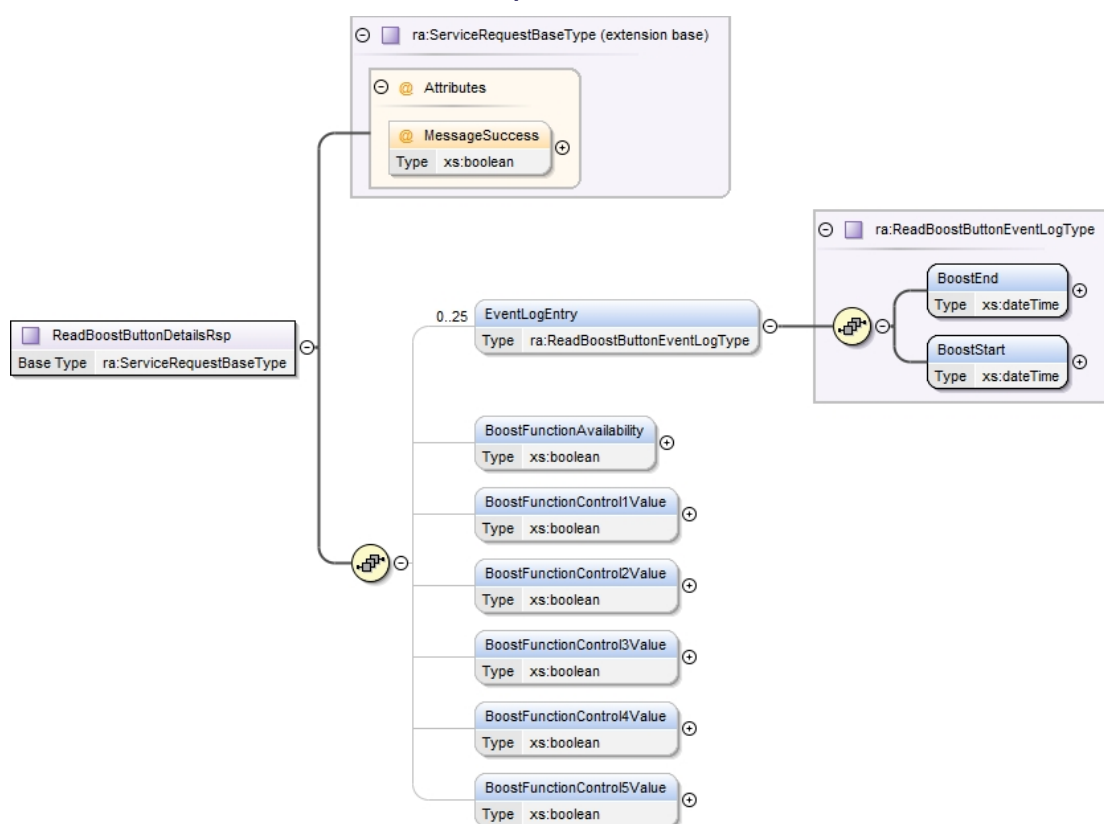 ra:ServiceRequestBaseType (extension base)
@ Attributes
@ MessageSuccess
Type xs:boolean
ra:ReadBoostButtonEventLogType
BoostEnd
Type xs:dateTime
BoostStart
Type xs:dateTime
0..25
EventLogEntry
Type ra:ReadBoostButtonEventLogType
ReadBoostButtonDetailsRsp
Base Type ra:ServiceRequestBaseType
BoostFunctionAvailability
Type xs:boolean
BoostFunctionControl1Value
Type xs:boolean
BoostFunctionControl2Value
Type xs:boolean
BoostFunctionControl3Value
Type xs:boolean
BoostFunctionControl4Value
Type xs:boolean
BoostFunctionControl5Value
Type xs:boolean